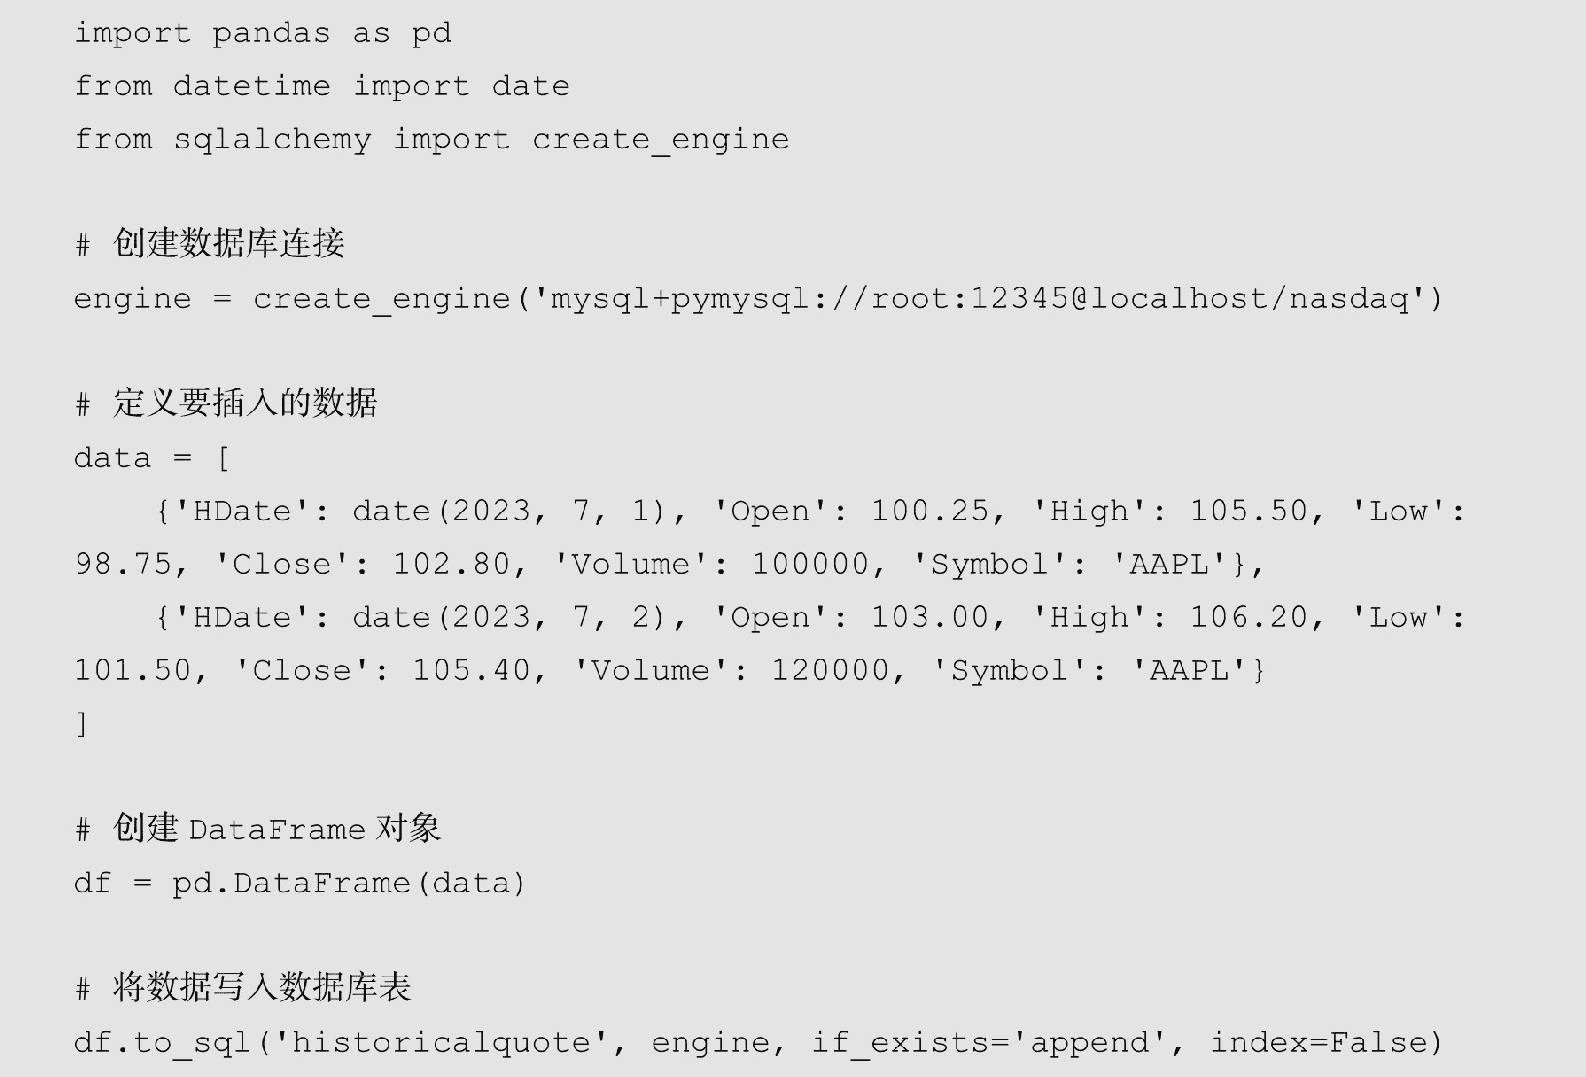 import pandas as pd
from datetime import date
from sqlalchemy import create_engine
# 创建数据库连接
engine = create_engine('mysql+pymysql://root:12345@localhost/nasdaq')
# 定义要插入的数据
data = [
    {'HDate': date(2023, 7, 1), 'Open': 100.25, 'High': 105.50, 'Low':
98.75, 'Close': 102.80, 'Volume': 100000, 'Symbol': 'AAPL'},
    {'HDate': date(2023, 7, 2), 'Open': 103.00, 'High': 106.20, 'Low':
101.50, 'Close': 105.40, 'Volume': 120000, 'Symbol': 'AAPL'}
]
# 创建 DataFrame 对象
df = pd.DataFrame(data)
# 将数据写入数据库表
df.to_sql('historicalquote', engine, if_exists='append', index=False)